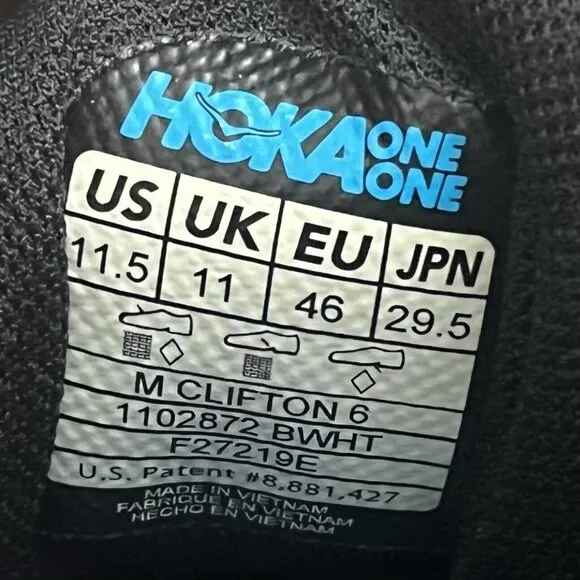 HOKA ONE ONE
US UK EU JPN
11.5 11 46 29.5
M CLIFTON 6
1102872 BWHT
F27219E
U.S. Patent #8,881,427
MADE IN VIETNAM
FABRIQUE EN VIETNAM
HECHO EN VIETNAM